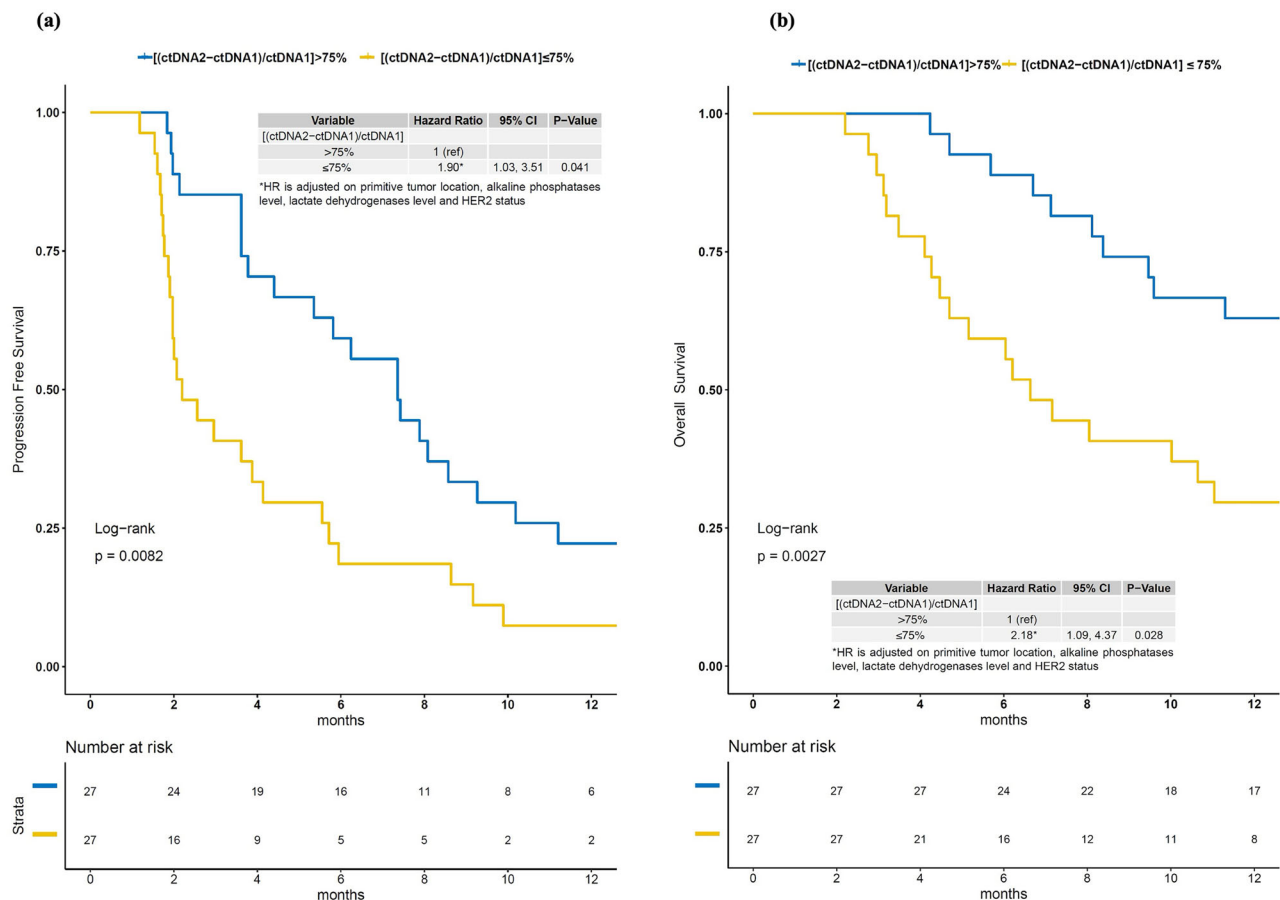 (a)
[(ctDNA2−ctDNA1)/ctDNA1]>75% [(ctDNA2−ctDNA1)/ctDNA1]≤75%
Progression Free Survival
1.00
0.75
0.50
0.25
0.00
Variable Hazard Ratio 95% CI P−Value
[(ctDNA2−ctDNA1)/ctDNA1]
>75% 1 (ref)
≤75% 1.90* 1.03, 3.51 0.041
*HR is adjusted on primitive tumor location, alkaline phosphatases
level, lactate dehydrogenases level and HER2 status
Log−rank
p = 0.0082
0 2 4 6 8 10 12
months
Number at risk
Strata
27 24 19 16 11 8 6
27 16 9 5 5 2 2
0 2 4 6 8 10 12
months
(b)
[(ctDNA2−ctDNA1)/ctDNA1]>75% [(ctDNA2−ctDNA1)/ctDNA1] ≤ 75%
Overall Survival
1.00
0.75
0.50
0.25
0.00
Log−rank
p = 0.0027
Variable Hazard Ratio 95% CI P−Value
[(ctDNA2−ctDNA1)/ctDNA1]
>75% 1 (ref)
≤75% 2.18* 1.09, 4.37 0.028
*HR is adjusted on primitive tumor location, alkaline phosphatases
level, lactate dehydrogenases level and HER2 status
0 2 4 6 8 10 12
months
Number at risk
27 27 27 24 22 18 17
27 27 21 16 12 11 8
0 2 4 6 8 10 12
months